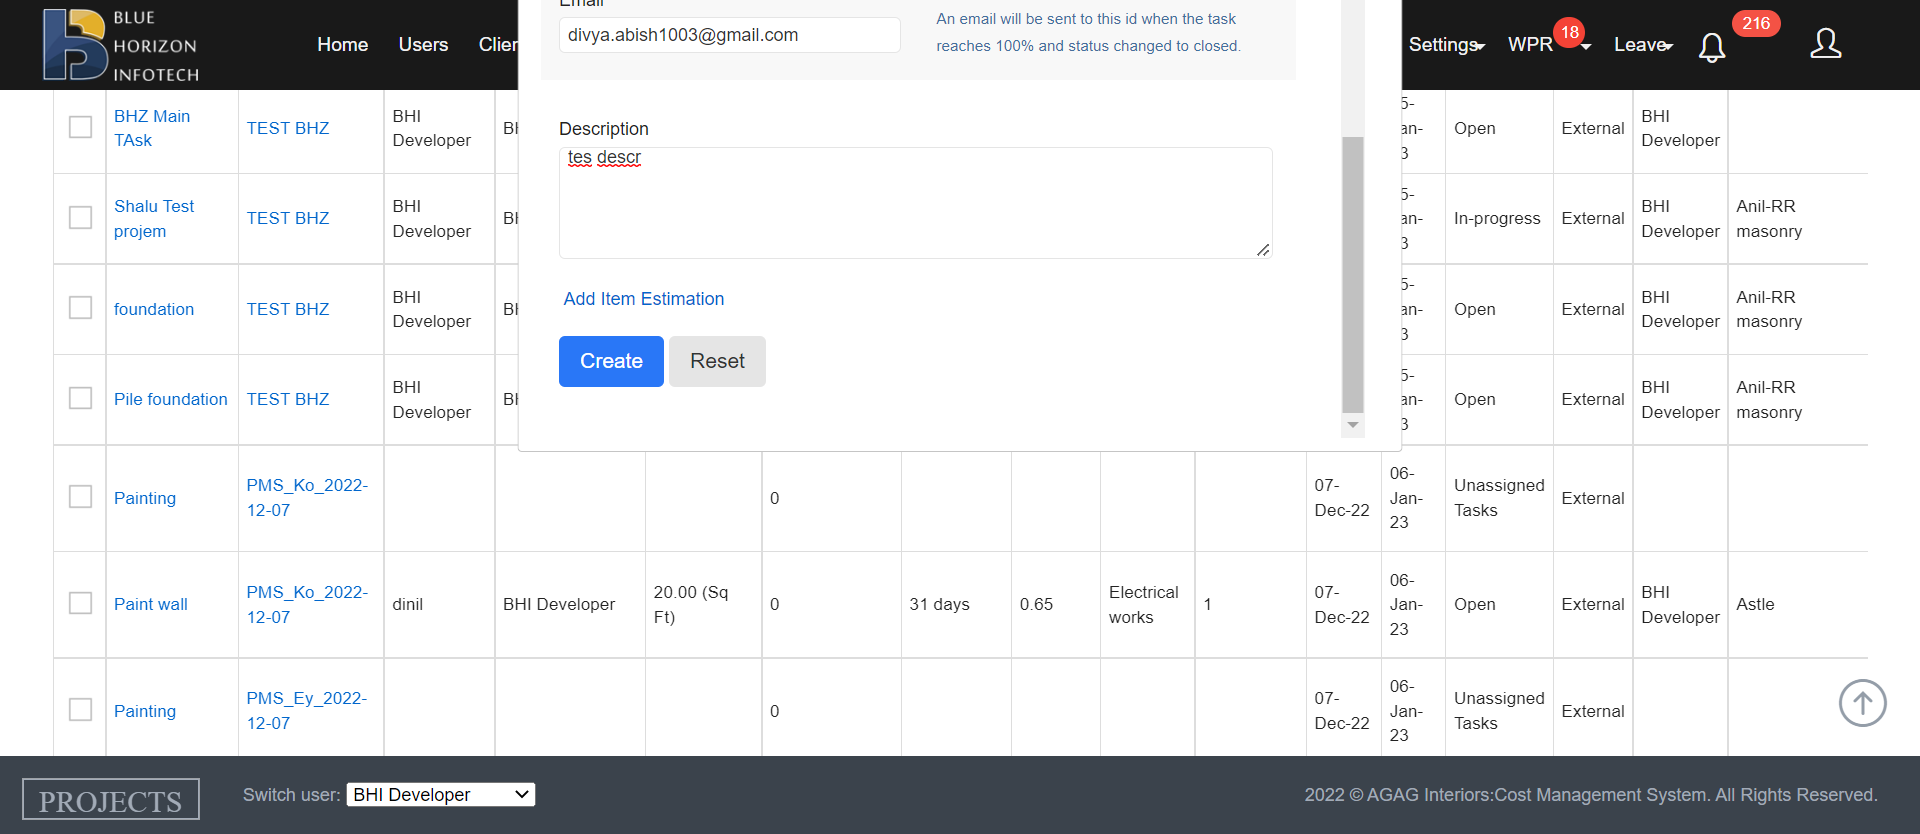 BLUE
HORIZON
INFOTECH
Home
Users
Clien
Settings
WPR
18
Leave
216
Email
divya.abish1003@gmail.com
An email will be sent to this id when the task
reaches 100% and status changed to closed.
Description
tes descr
Add Item Estimation
Create
Reset
BHZ Main
TAsk
TEST BHZ
BHI
Developer
BH
5-
an-
3
Open
External
BHI
Developer
Shalu Test
projem
TEST BHZ
BHI
Developer
BH
5-
an-
3
In-progress
External
BHI
Developer
Anil-RR
masonry
foundation
TEST BHZ
BHI
Developer
BH
5-
an-
3
Open
External
BHI
Developer
Anil-RR
masonry
Pile foundation
TEST BHZ
BHI
Developer
BH
5-
an-
3
Open
External
BHI
Developer
Anil-RR
masonry
Painting
PMS_Ko_2022-
12-07
0
07-
Dec-22
06-
Jan-
23
Unassigned
Tasks
External
Paint wall
PMS_Ko_2022-
12-07
dinil
BHI Developer
20.00 (Sq
Ft)
0
31 days
0.65
Electrical
works
1
07-
Dec-22
06-
Jan-
23
Open
External
BHI
Developer
Astle
Painting
PMS_Ey_2022-
12-07
0
07-
Dec-22
06-
Jan-
23
Unassigned
Tasks
External
PROJECTS
Switch user:
BHI Developer
2022 © AGAG Interiors:Cost Management System. All Rights Reserved.